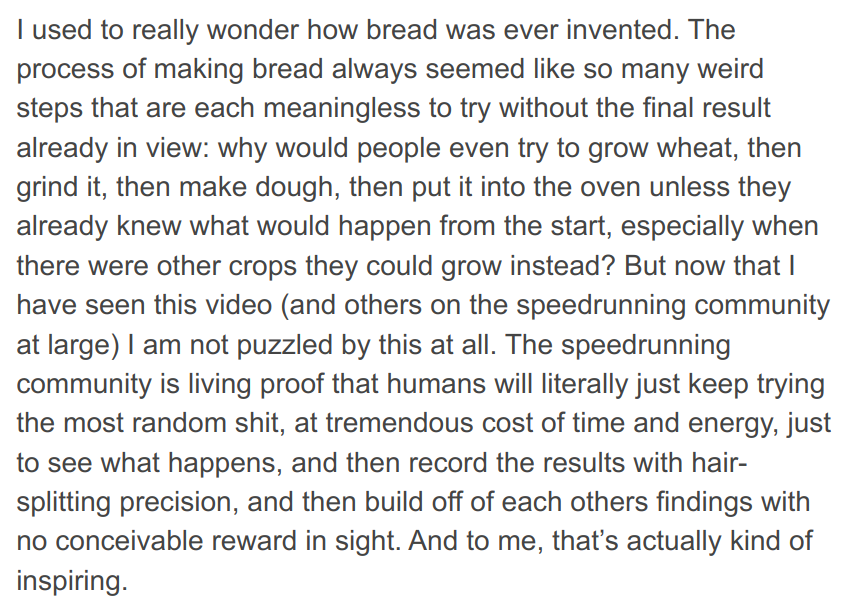 I used to really wonder how bread was ever invented. The
process of making bread always seemed like so many weird
steps that are each meaningless to try without the final result
already in view: why would people even try to grow wheat, then
grind it, then make dough, then put it into the oven unless they
already knew what would happen from the start, especially when
there were other crops they could grow instead? But now that I
have seen this video (and others on the speedrunning community
at large) I am not puzzled by this at all. The speedrunning
community is living proof that humans will literally just keep trying
the most random shit, at tremendous cost of time and energy, just
to see what happens, and then record the results with hair-
splitting precision, and then build off of each others findings with
no conceivable reward in sight. And to me, that’s actually kind of
inspiring.